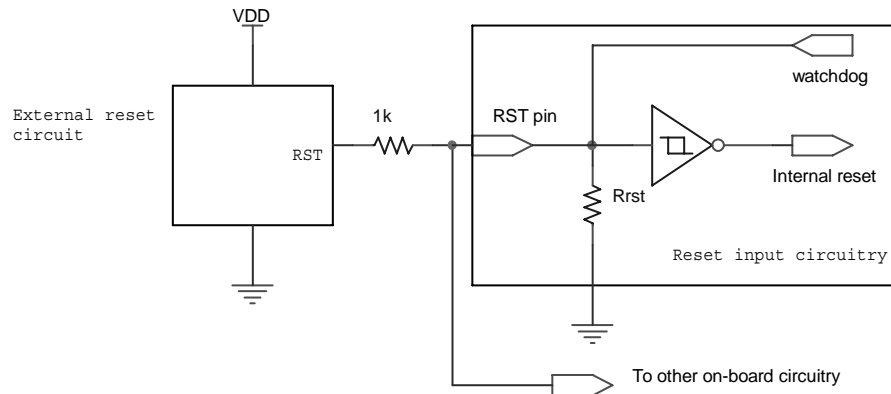 VDD
External reset
circuit
RST
1k
RST pin
watchdog
Internal reset
Rrst
Reset input circuitry
To other on-board circuitry